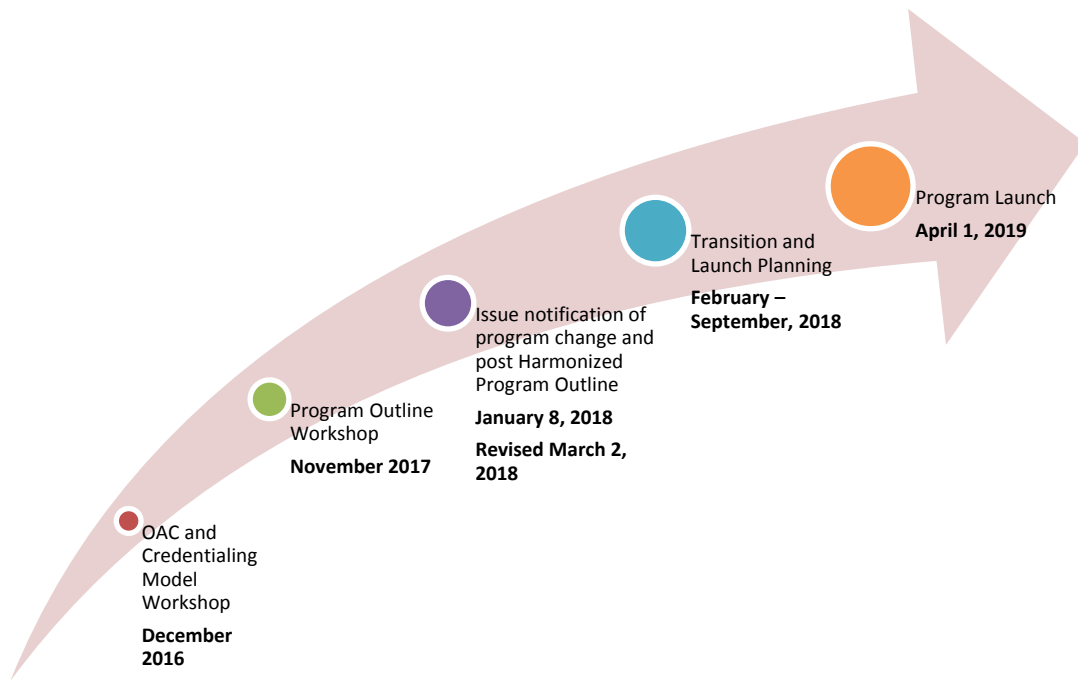 OAC and
Credentialing
Model
Workshop
December
2016
Program Outline
Workshop
November 2017
Issue notification of
program change and
post Harmonized
Program Outline
January 8, 2018
Revised March 2,
2018
Transition and
Launch Planning
February –
September, 2018
Program Launch
April 1, 2019